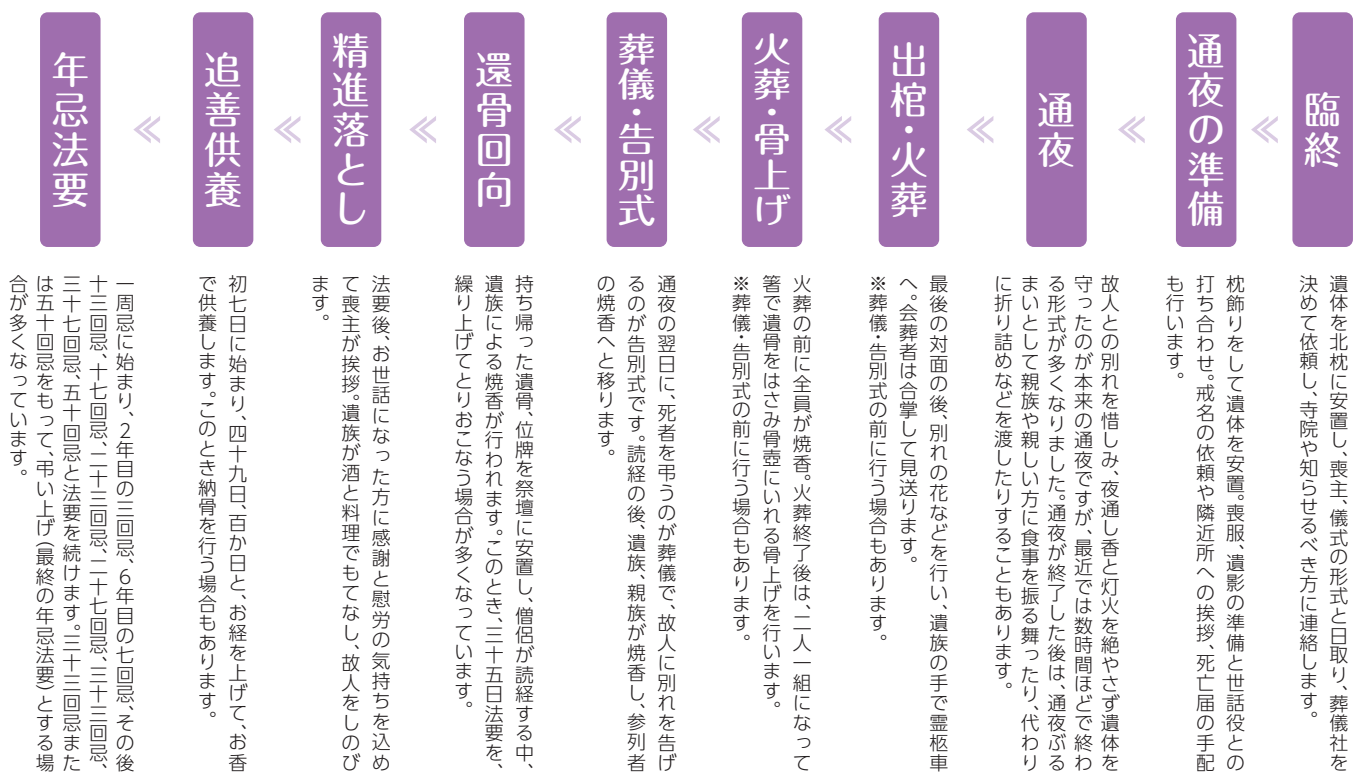 臨終
遺体を北枕に安置し、喪主、儀式の形式と日取り、葬儀社を
決めて依頼し、寺院や知らせるべき方に連絡します。
通夜の準備
枕飾りをして遺体を安置。喪服、遺影の準備と世話役との
打ち合わせ。戒名の依頼や隣近所への挨拶、死亡届の手配
も行います。
通夜
故人との別れを惜しみ、夜通し香と灯火を絶やさず遺体を
守ったのが本来の通夜ですが、最近では数時間ほどで終わ
る形式が多くなりました。通夜が終了した後は、通夜ぶる
まいとして親族や親しい方に食事を振る舞ったり、代わり
に折り詰めなどを渡したりすることもあります。
出棺・火葬
最後の対面の後、別れの花などを行い、遺族の手で霊柩車
へ。会葬者は合掌して見送ります。
※葬儀・告別式の前に行う場合もあります。
火葬・骨上げ
火葬の前に全員が焼香。火葬終了後は、二人一組になって
箸で遺骨をはさみ骨壺にいれる骨上げを行います。
※葬儀・告別式の前に行う場合もあります。
葬儀・告別式
通夜の翌日に、死者を弔うのが葬儀で、故人に別れを告げ
るのが告別式です。読経の後、遺族、親族が焼香し、参列者
の焼香へと移ります。
還骨回向
持ち帰った遺骨、位牌を祭壇に安置し、僧侶が読経する中、
遺族による焼香が行われます。このとき、三十五日法要を、
繰り上げてとりおこなう場合が多くなっています。
精進落とし
法要後、お世話になった方に感謝と慰労の気持ちを込め
て喪主が挨拶。遺族が酒と料理でもてなし、故人をしのび
ます。
追善供養
初七日に始まり、四十九日、百か日と、お経を上げて、お香
で供養します。このとき納骨を行う場合もあります。
年忌法要
一周忌に始まり、2年目の三回忌、6年目の七回忌、その後
十三回忌、十七回忌、二十三回忌、二十七回忌、三十三回忌、
三十七回忌、五十回忌と法要を続けます。三十三回忌また
は五十回忌をもって、弔い上げ(最終の年忌法要)とする場
合が多くなっています。